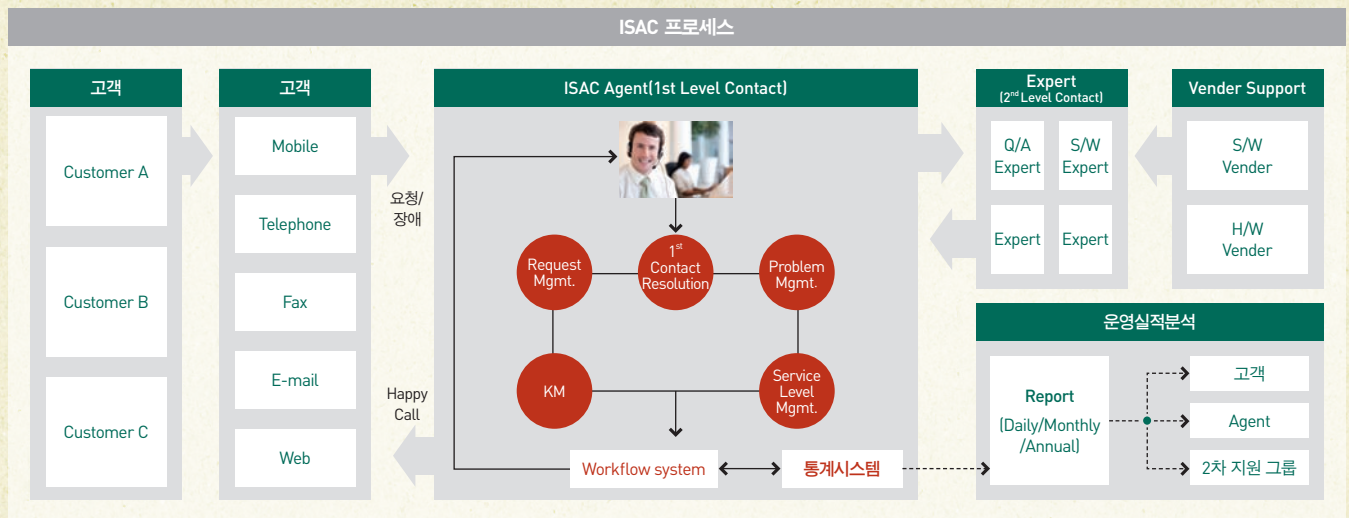 ISAC 프로세스
고객
Customer A
Customer B
Customer C
고객
Mobile
Telephone
Fax
E-mail
Web
요청/
장애
Happy
Call
ISAC Agent(1st Level Contact)
Request
Mgmt.
1st
Contact
Resolution
Problem
Mgmt.
KM
Service
Level
Mgmt.
Workflow system
통계시스템
Expert
(2nd Level Contact)
Q/A
Expert
S/W
Expert
Expert
Expert
Vender Support
S/W
Vender
H/W
Vender
운영실적분석
Report
(Daily/Monthly
/Annual)
고객
Agent
2차 지원 그룹